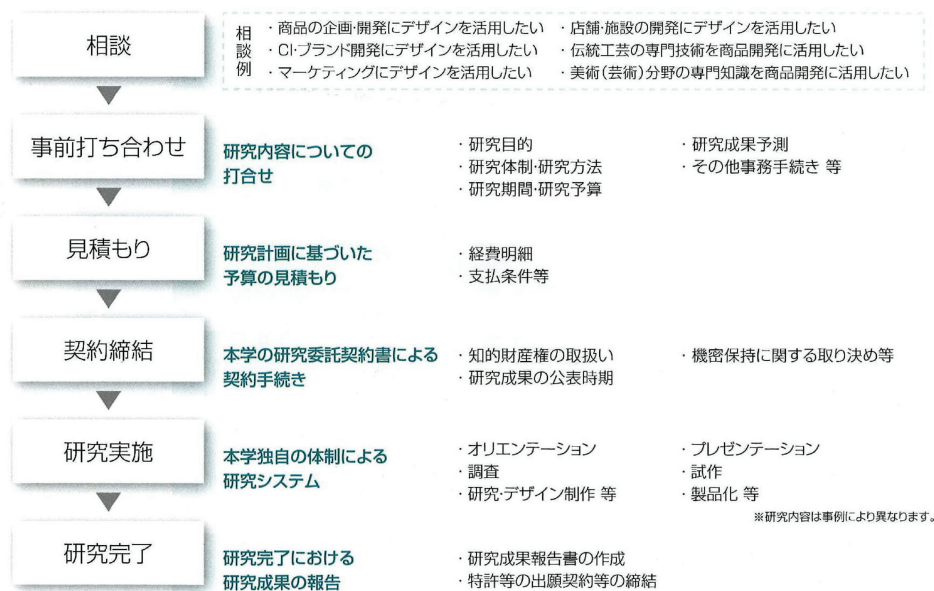 相談
相談例
・商品の企画・開発にデザインを活用したい
・CI・ブランド開発にデザインを活用したい
・マーケティングにデザインを活用したい
・店舗・施設の開発にデザインを活用したい
・伝統工芸の専門技術を商品開発に活用したい
・美術(芸術)分野の専門知識を商品開発に活用したい
事前打ち合わせ
研究内容についての
打合せ
・研究目的
・研究体制・研究方法
・研究期間・研究予算
・研究成果予測
・その他事務手続き 等
見積もり
研究計画に基づいた
予算の見積もり
・経費明細
・支払条件等
契約締結
本学の研究委託契約書による
契約手続き
・知的財産権の取扱い
・研究成果の公表時期
・機密保持に関する取り決め等
研究実施
本学独自の体制による
研究システム
・オリエンテーション
・調査
・研究・デザイン制作 等
・プレゼンテーション
・試作
・製品化 等
※研究内容は事例により異なります。
研究完了
研究完了における
研究成果の報告
・研究成果報告書の作成
・特許等の出願契約等の締結